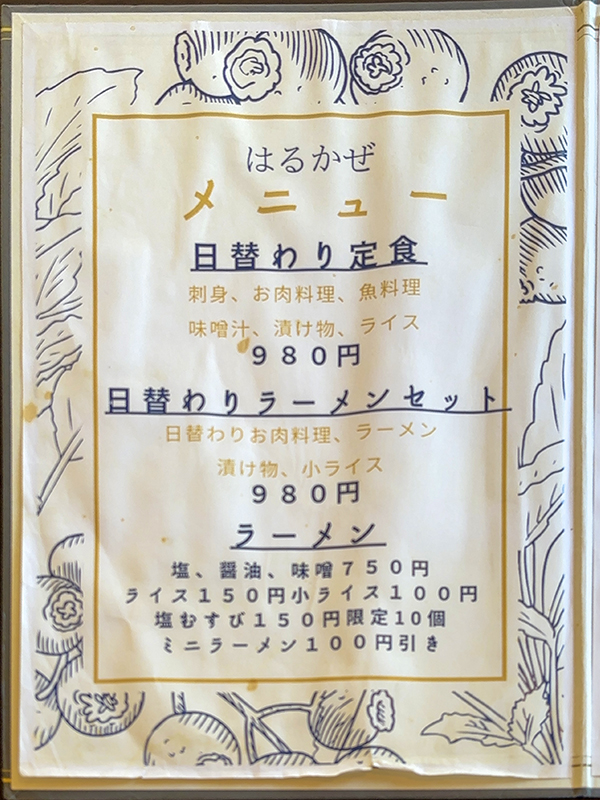 はるかぜ
メニュー
日替わり定食
刺身、お肉料理、魚料理
味噌汁、漬け物、ライス
９８０円
日替わりラーメンセット
日替わりお肉料理、ラーメン
漬け物、小ライス
９８０円
ラーメン
塩、醤油、味噌７５０円
ライス１５０円小ライス１００円
塩むすび１５０円限定10個
ミニラーメン１００円引き